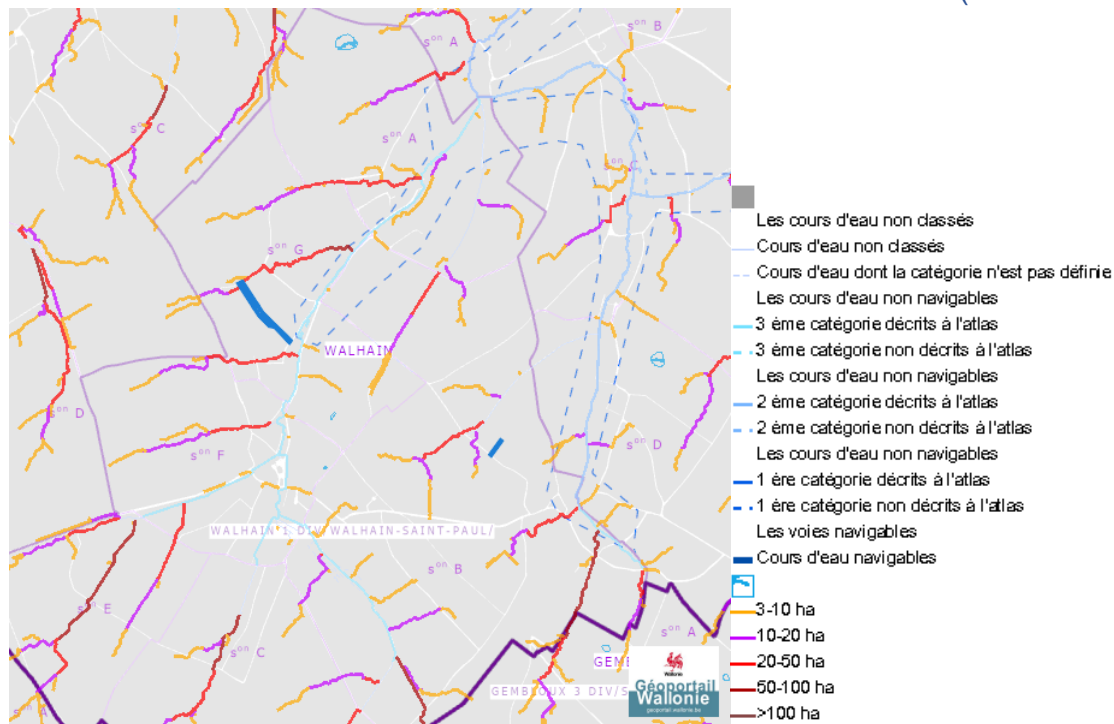 sᵒⁿ A
sᵒⁿ B
sᵒⁿ C
sᵒⁿ A
sᵒⁿ C
sᵒⁿ G
WALHAIN
sᵒⁿ D
sᵒⁿ F
sᵒⁿ D
WALHAIN 1 DIV/WALHAIN-SAINT-PAUL/
sᵒⁿ B
sᵒⁿ E
sᵒⁿ A
sᵒⁿ C
GEMB
GEMBLOUX 3 DIV/S
Wallonie
Géoportail
Wallonie
geoportail.wallonie.be
Les cours d'eau non classés
Cours d'eau non classés
Cours d'eau dont la catégorie n'est pas définie
Les cours d'eau non navigables
3 ème catégorie décrits à l'atlas
3 ème catégorie non décrits à l'atlas
Les cours d'eau non navigables
2 ème catégorie décrits à l'atlas
2 ème catégorie non décrits à l'atlas
Les cours d'eau non navigables
1 ère catégorie décrits à l'atlas
1 ère catégorie non décrits à l'atlas
Les voies navigables
Cours d'eau navigables
3-10 ha
10-20 ha
20-50 ha
50-100 ha
>100 ha